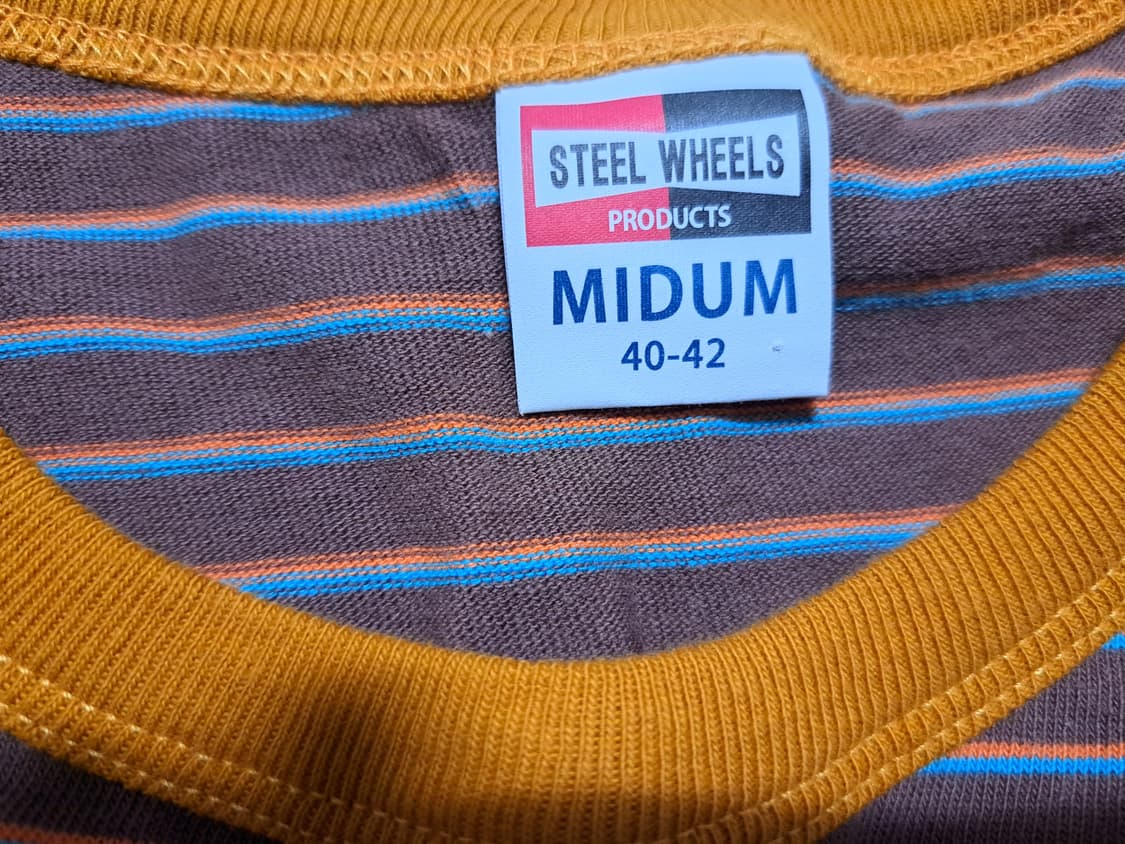 STEEL WHEELS
PRODUCTS
MIDUM
40-42